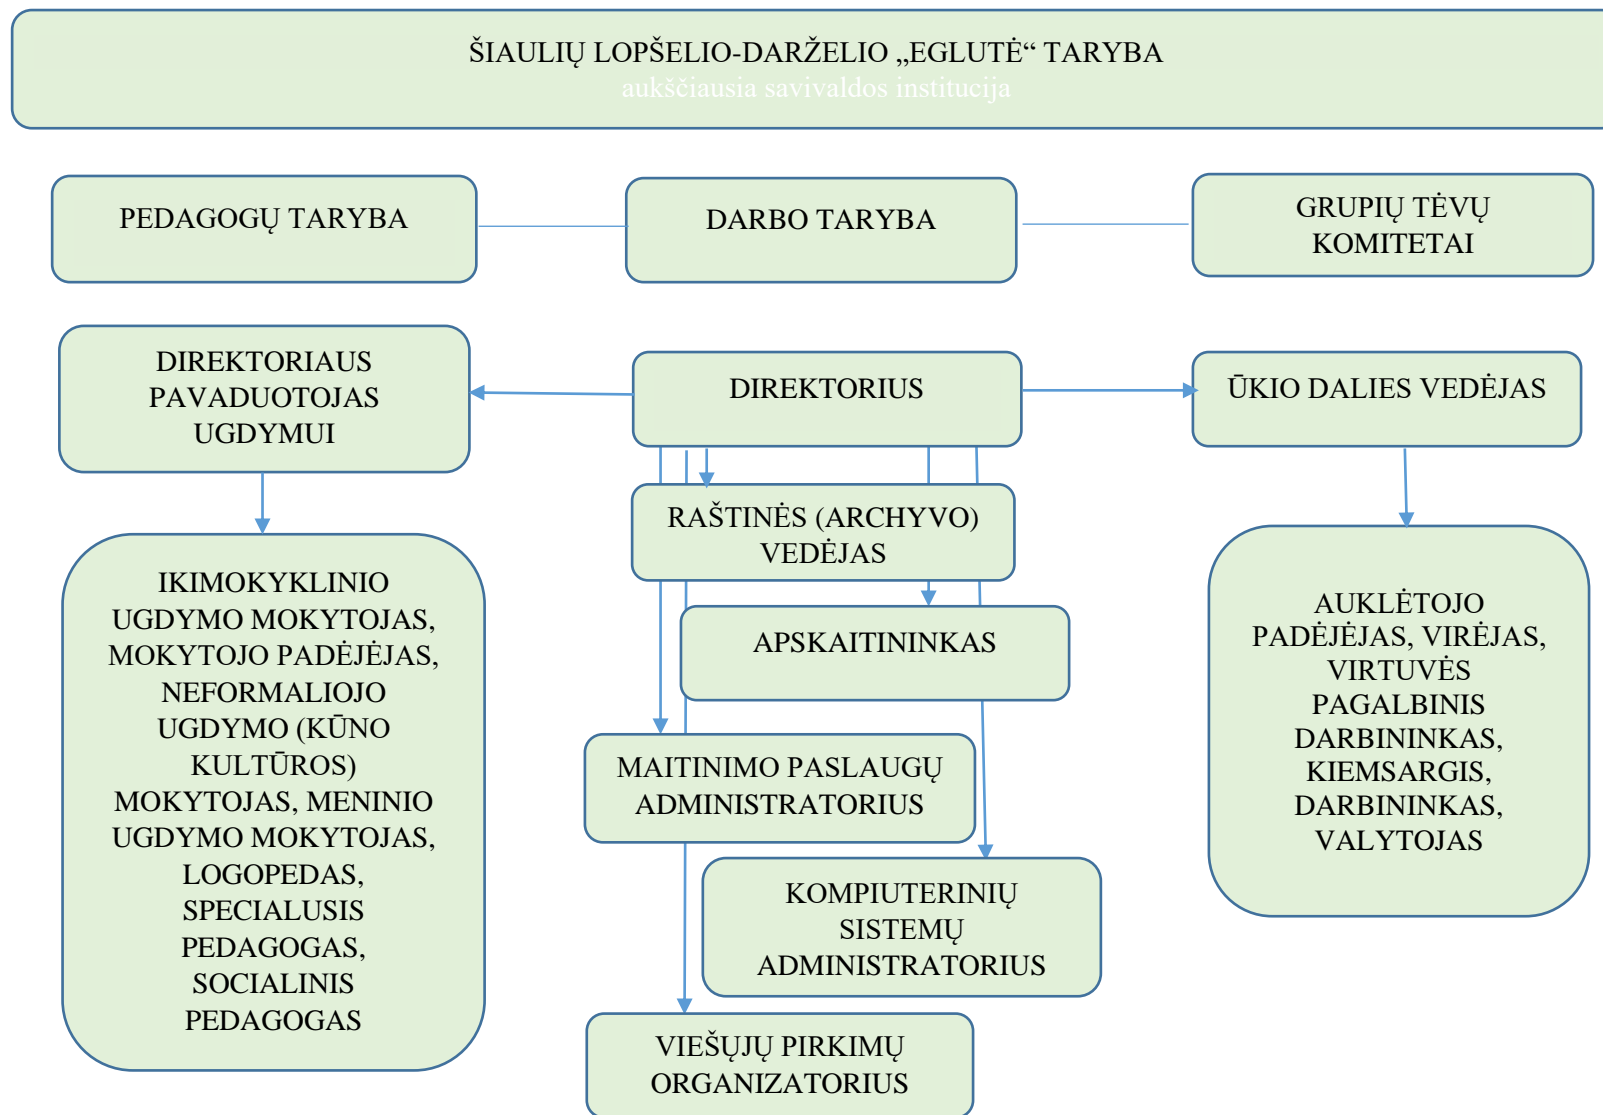 ŠIAULIŲ LOPŠELIO-DARŽELIO „EGLUTĖ“ TARYBA
aukščiausia savivaldos institucija
PEDAGOGŲ TARYBA
DARBO TARYBA
GRUPIŲ TĖVŲ
KOMITETAI
DIREKTORIAUS
PAVADUOTOJAS
UGDYMUI
DIREKTORIUS
ŪKIO DALIES VEDĖJAS
RAŠTINĖS (ARCHYVO)
VEDĖJAS
IKIMOKYKLINIO
UGDYMO MOKYTOJAS,
MOKYTOJO PADĖJĖJAS,
NEFORMALIOJO
UGDYMO (KŪNO
KULTŪROS)
MOKYTOJAS, MENINIO
UGDYMO MOKYTOJAS,
LOGOPEDAS,
SPECIALUSIS
PEDAGOGAS,
SOCIALINIS
PEDAGOGAS
APSKAITININKAS
MAITINIMO PASLAUGŲ
ADMINISTRATORIUS
KOMPIUTERINIŲ
SISTEMŲ
ADMINISTRATORIUS
VIEŠŲJŲ PIRKIMŲ
ORGANIZATORIUS
AUKLĖTOJO
PADĖJĖJAS, VIRĖJAS,
VIRTUVĖS
PAGALBINIS
DARBININKAS,
KIEMSARGIS,
DARBININKAS,
VALYTOJAS